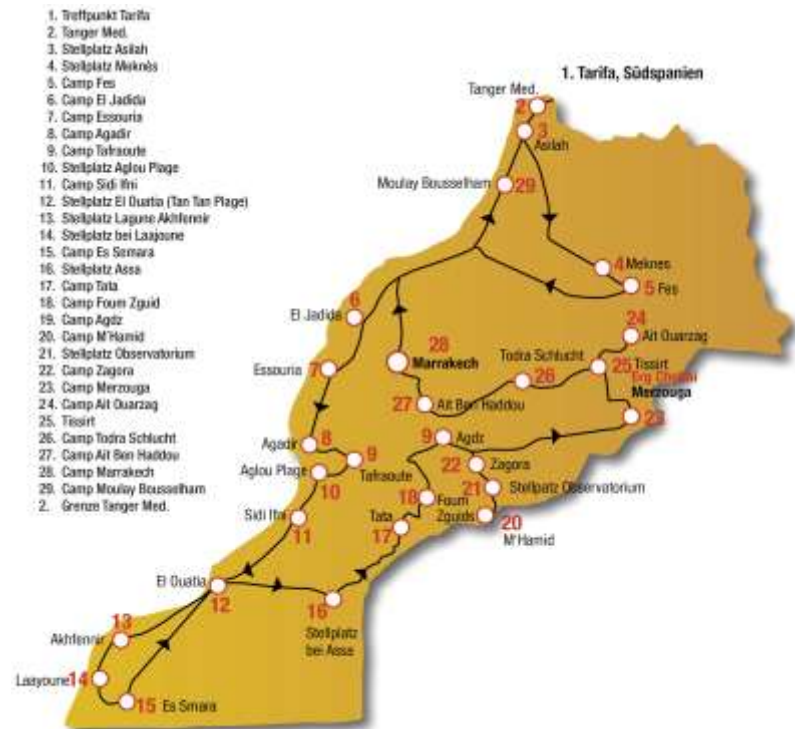 1. Treffpunkt Tarifa
2. Tanger Med.
3. Stellplatz Asilah
4. Stellplatz Meknès
5. Camp Fes
6. Camp El Jadida
7. Camp Essouria
8. Camp Agadir
9. Camp Tafraoute
10. Stellplatz Aglou Plage
11. Camp Sidi Ifni
12. Stellplatz El Ouatia (Tan Tan Plage)
13. Stellplatz Lagune Akhfennir
14. Stellplatz bei Laajoune
15. Camp Es Semara
16. Stellplatz Assa
17. Camp Tata
18. Camp Foum Zguid
19. Camp Agdz
20. Camp M'Hamid
21. Stellplatz Observatorium
22. Camp Zagora
23. Camp Merzouga
24. Camp Ait Ouarzag
25. Tissirt
26. Camp Todra Schlucht
27. Camp Ait Ben Haddou
28. Camp Marrakech
29. Camp Moulay Bousselham
2. Grenze Tanger Med.
1. Tarifa, Südspanien
Tanger Med.
2
3
Asilah
Moulay Bousselham
29
4 Meknes
5 Fes
6
El Jadida
24
Ait Ouarzag
28
Marrakech
Todra Schlucht
26
25 Tissirt
Erg Chebbi
Merzouga
23
Essouria
7
27 Ait Ben Haddou
Agadir
8
9
Tafraoute
9 Agdz
22 Zagora
Aglou Plage
10
21 Stellpatz Observatorium
18 Foum
Zguids
20
M'Hamid
Sidi Ifni
11
Tata
17
El Ouatia
12
16
Stellplatz
bei Assa
13
Akhfennir
Laayoune 14
15 Es Smara